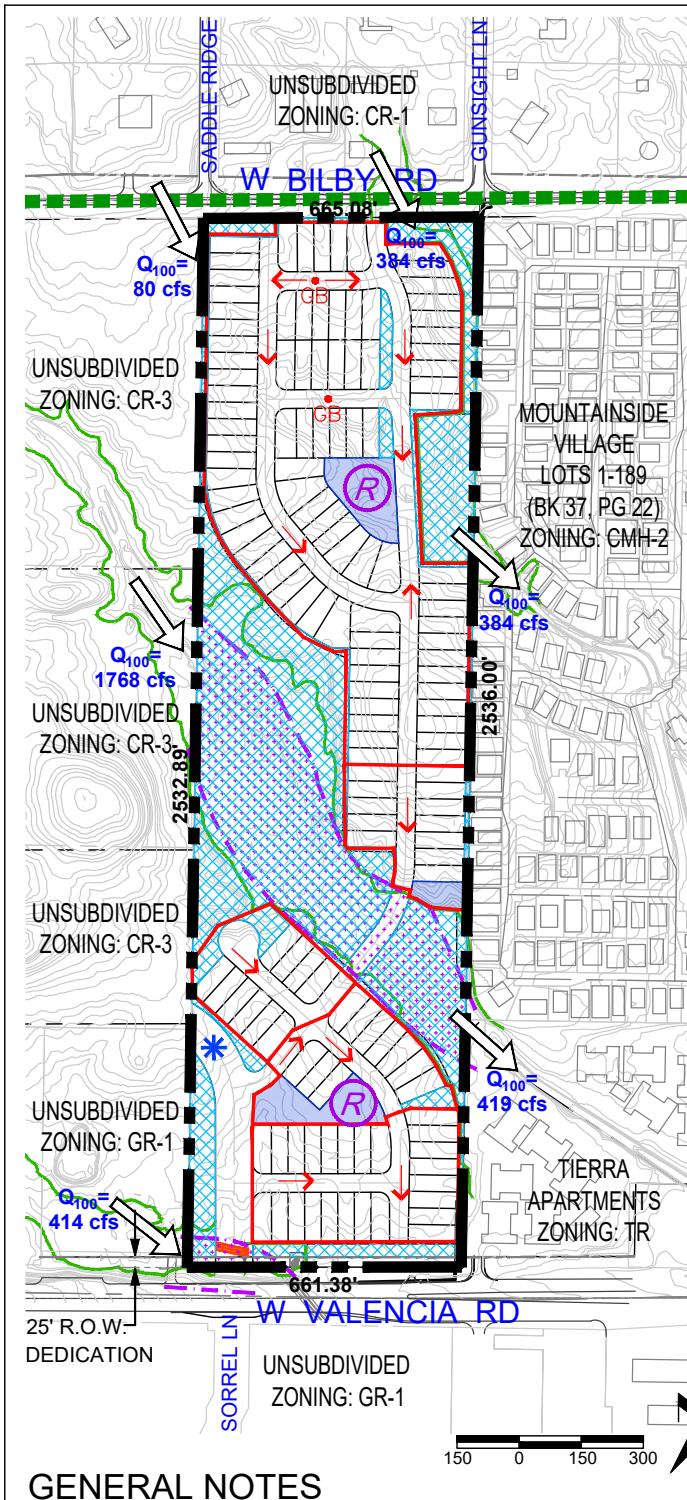 SADDLE RIDGE
UNSUBDIVIDED
ZONING: CR-1
GUNSIGHT LN
W BILBY RD
665.08'
Q100=
80 cfs
Q100=
384 cfs
GB
UNSUBDIVIDED
ZONING: CR-3
GB
MOUNTAINSIDE
VILLAGE
LOTS 1-189
(BK 37, PG 22)
ZONING: CMH-2
R
Q100=
384 cfs
Q100=
1768 cfs
UNSUBDIVIDED
ZONING: CR-3
2536.00'
2532.89'
UNSUBDIVIDED
ZONING: CR-3
Q100=
419 cfs
R
UNSUBDIVIDED
ZONING: GR-1
TIERRA
APARTMENTS
ZONING: TR
Q100=
414 cfs
661.38'
W VALENCIA RD
25' R.O.W.
DEDICATION
SORREL LN
UNSUBDIVIDED
ZONING: GR-1
150 0 150 300
GENERAL NOTES